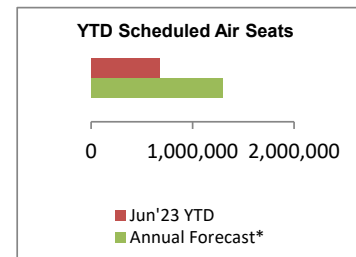 YTD Scheduled Air Seats
0 1,000,000 2,000,000
Jun'23 YTD
Annual Forecast*